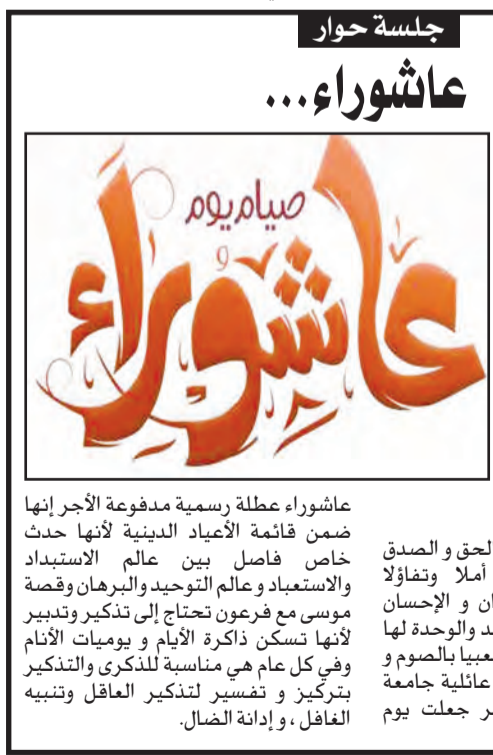 جلسة حوار
عاشوراء...
صيام يوم
عاشوراء
عاشوراء عطلة رسمية مدفوعة الأجر إنها
ضمن قائمة الأعياد الدينية لأنها حدث
خاص فاصل بين عالم الاستبداد
والاستعباد و عالم التوحيد والبرهان وقصة
موسى مع فرعون تحتاج إلى تذكير وتدبير
لأنها تسكن ذاكرة الأيام و يوميات الأنام
وفي كل عام هي مناسبة للذكرى والتذكير
بتركيز و تفسير لتذكير العاقل وتنبيه
الغافل ، و إدانة الضال.
لحق و الصدق
أملا وتفاؤلا
ان و الإحسان
د والوحدة لها
عبيا بالصوم و
عائلية جامعة
ر جعلت يوم